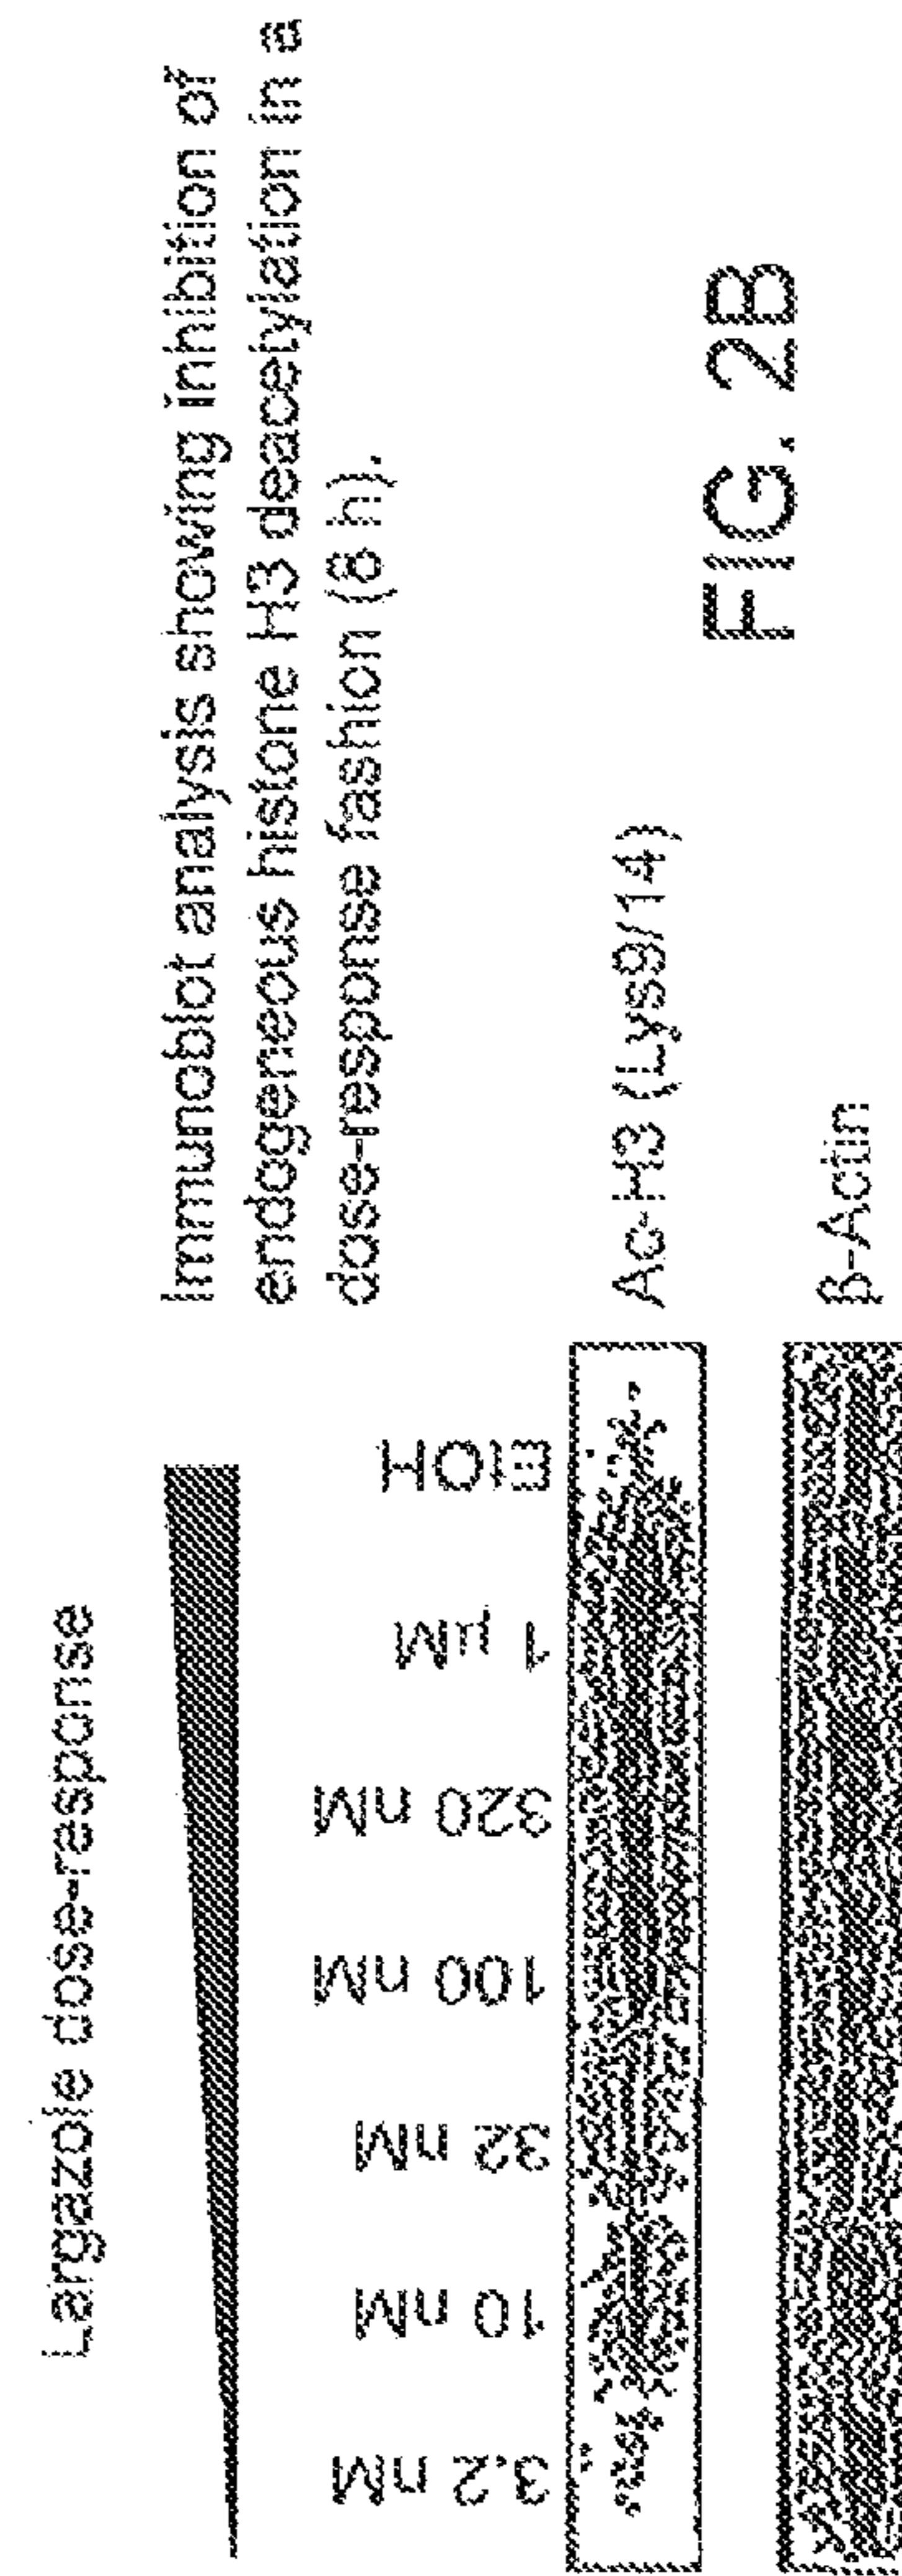 Largazole dose-response
3.2 nM 10 nM 32 nM 100 nM 320 nM 1 µM EtOH
Immunoblot analysis showing inhibition of
endogeneous histone H3 deacetylation in a
dose-response fashion (8 h).
Ac-H3 (Lys9/14)
β-Actin
FIG. 2B